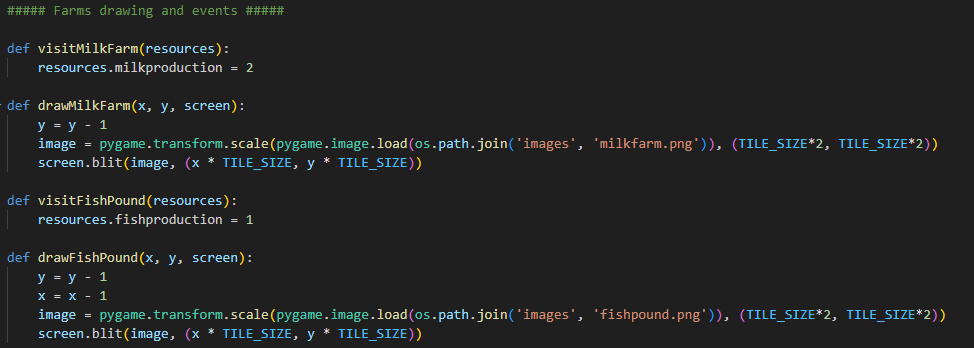 ##### Farms drawing and events #####
def visitMilkFarm(resources):
resources.milkproduction = 2
def drawMilkFarm(x, y, screen):
y = y - 1
image = pygame.transform.scale(pygame.image.load(os.path.join('images', 'milkfarm.png')), (TILE_SIZE*2, TILE_SIZE*2))
screen.blit(image, (x * TILE_SIZE, y * TILE_SIZE))
def visitFishPound(resources):
resources.fishproduction = 1
def drawFishPound(x, y, screen):
y = y - 1
x = x - 1
image = pygame.transform.scale(pygame.image.load(os.path.join('images', 'fishpound.png')), (TILE_SIZE*2, TILE_SIZE*2))
screen.blit(image, (x * TILE_SIZE, y * TILE_SIZE))